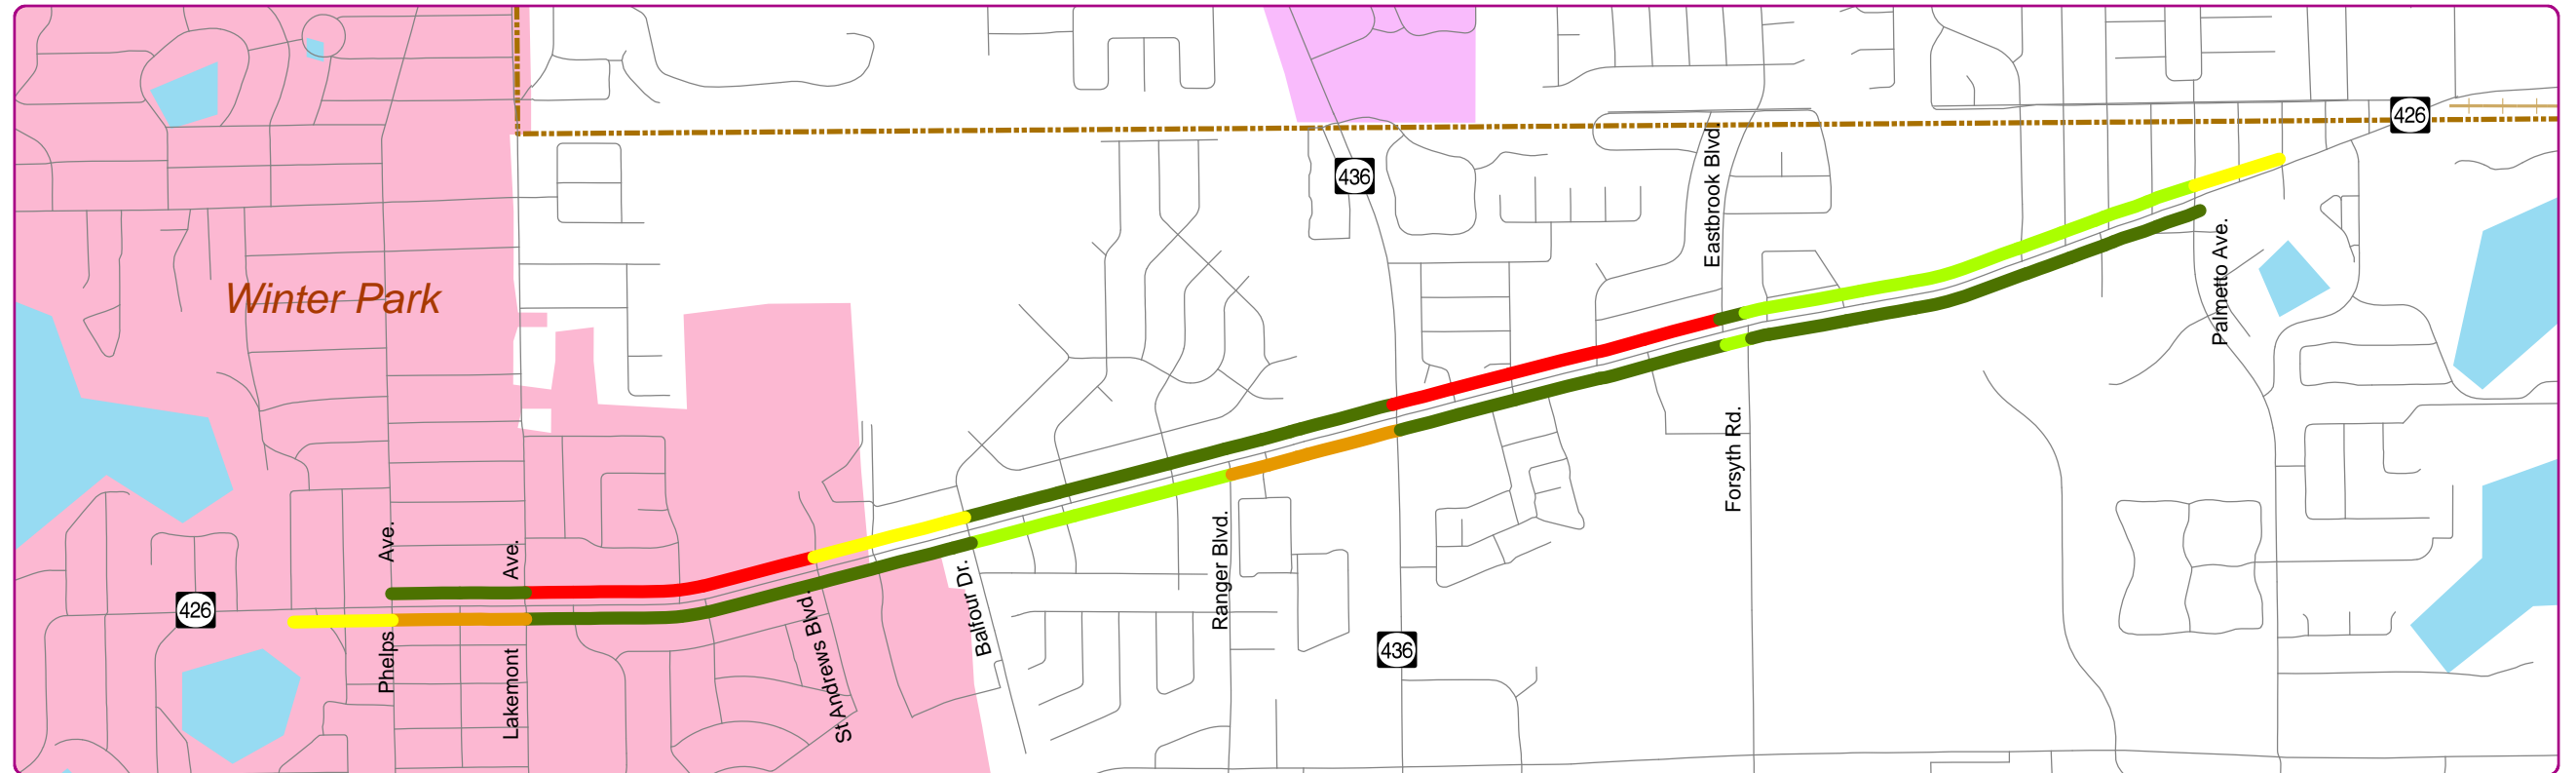 426
436
Eastbrook Blvd.
Palmetto Ave.
Winter Park
Forsyth Rd.
Phelps Ave.
Lakemont Ave.
Ranger Blvd.
Balfour Dr.
St Andrews Blvd.
426
436